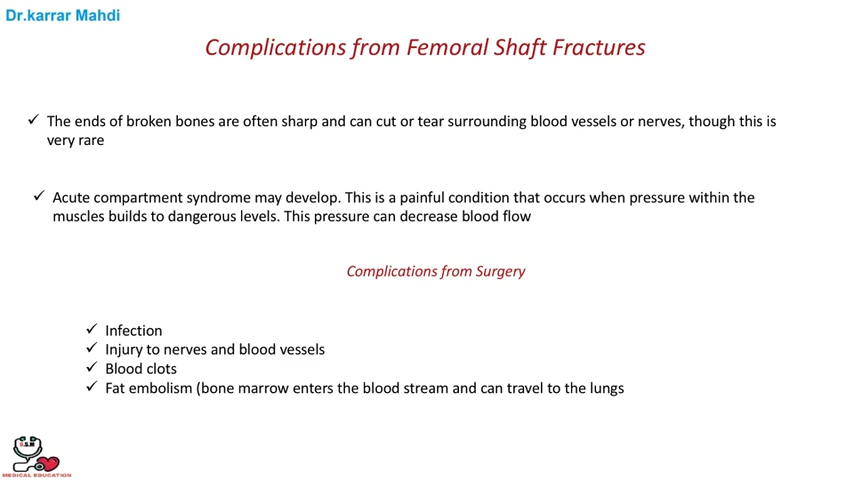 Dr.karrar Mahdi
Complications from Femoral Shaft Fractures
✓ The ends of broken bones are often sharp and can cut or tear surrounding blood vessels or nerves, though this is
very rare
✓ Acute compartment syndrome may develop. This is a painful condition that occurs when pressure within the
muscles builds to dangerous levels. This pressure can decrease blood flow
Complications from Surgery
✓ Infection
✓ Injury to nerves and blood vessels
✓ Blood clots
✓ Fat embolism (bone marrow enters the blood stream and can travel to the lungs
MEDICAL EDUCATION